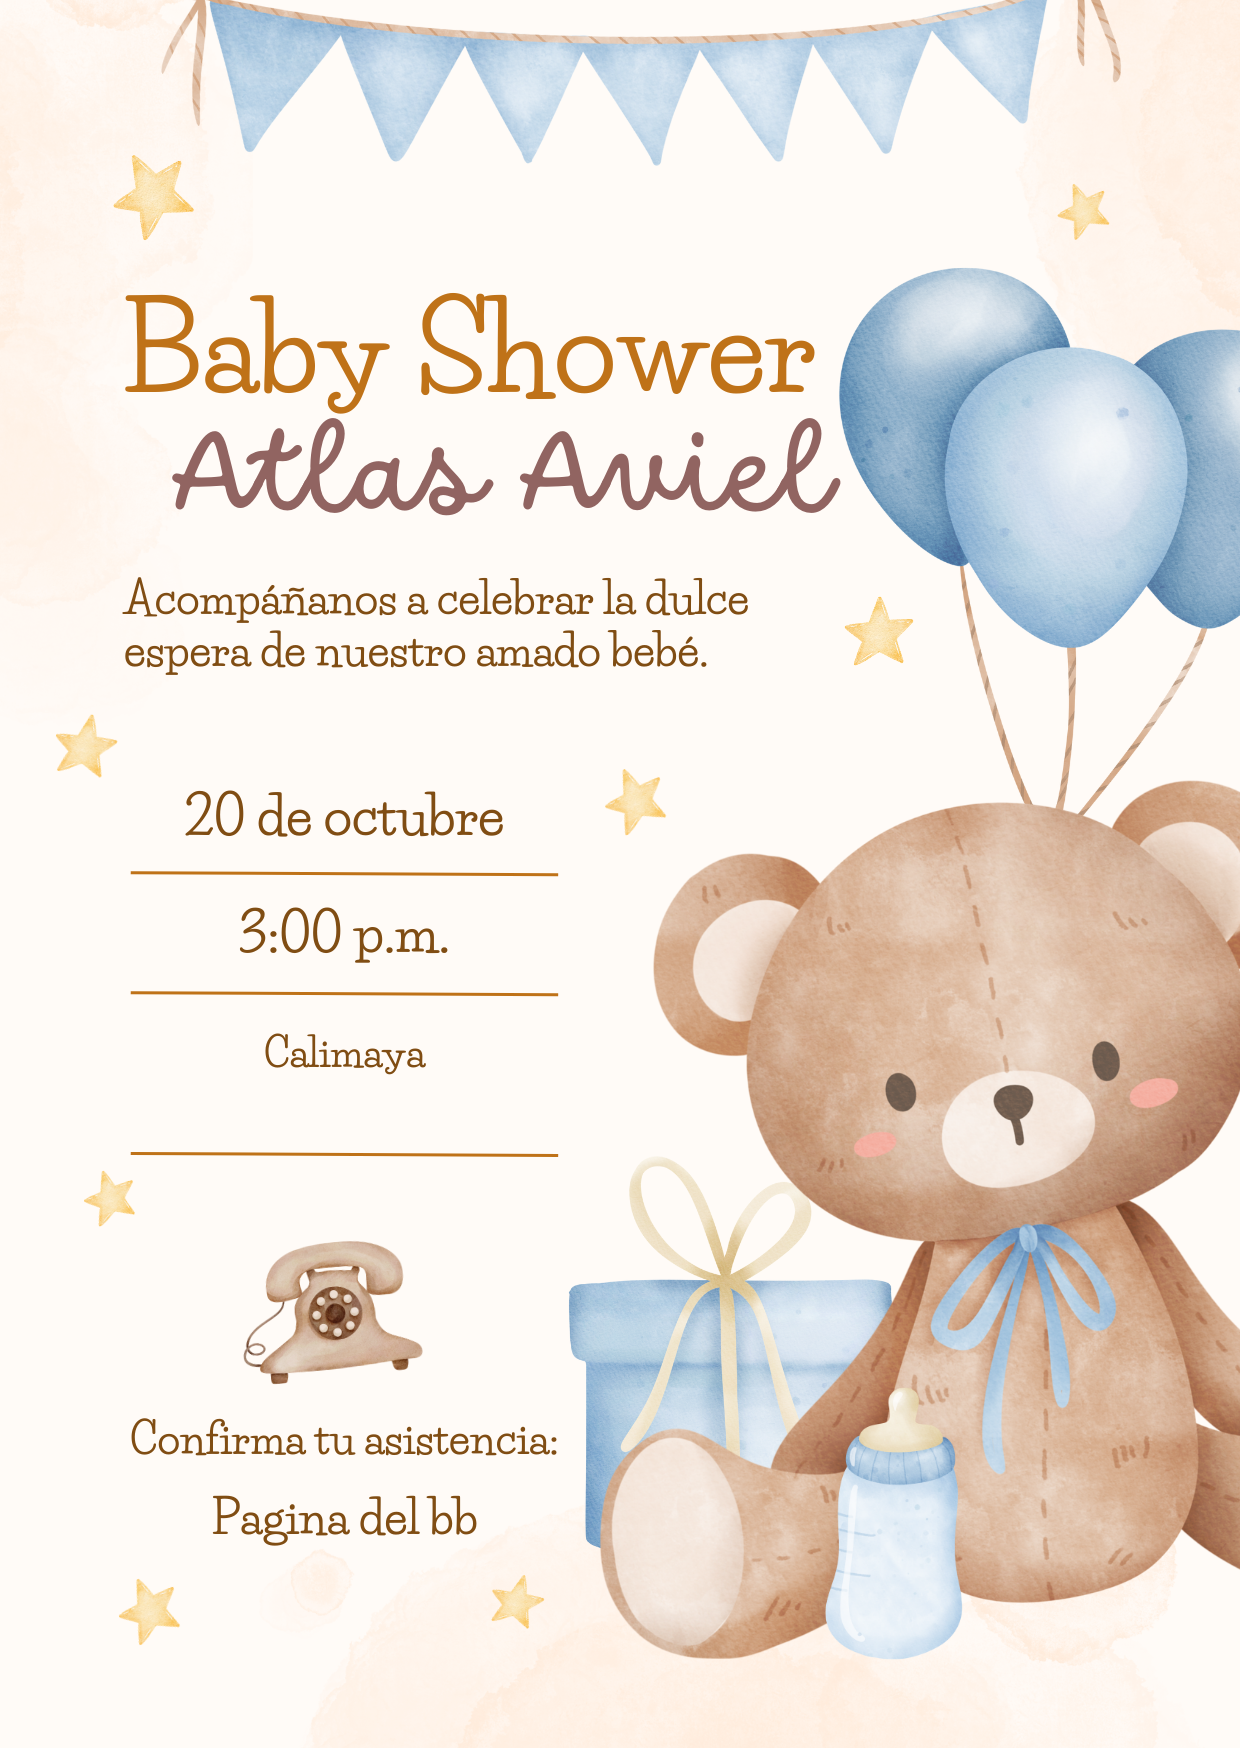 Baby Shower
Atlas Aviel
Acompáñanos a celebrar la dulce
espera de nuestro amado bebé.
20 de octubre
3:00 p.m.
Calimaya
Confirma tu asistencia:
Pagina del bb